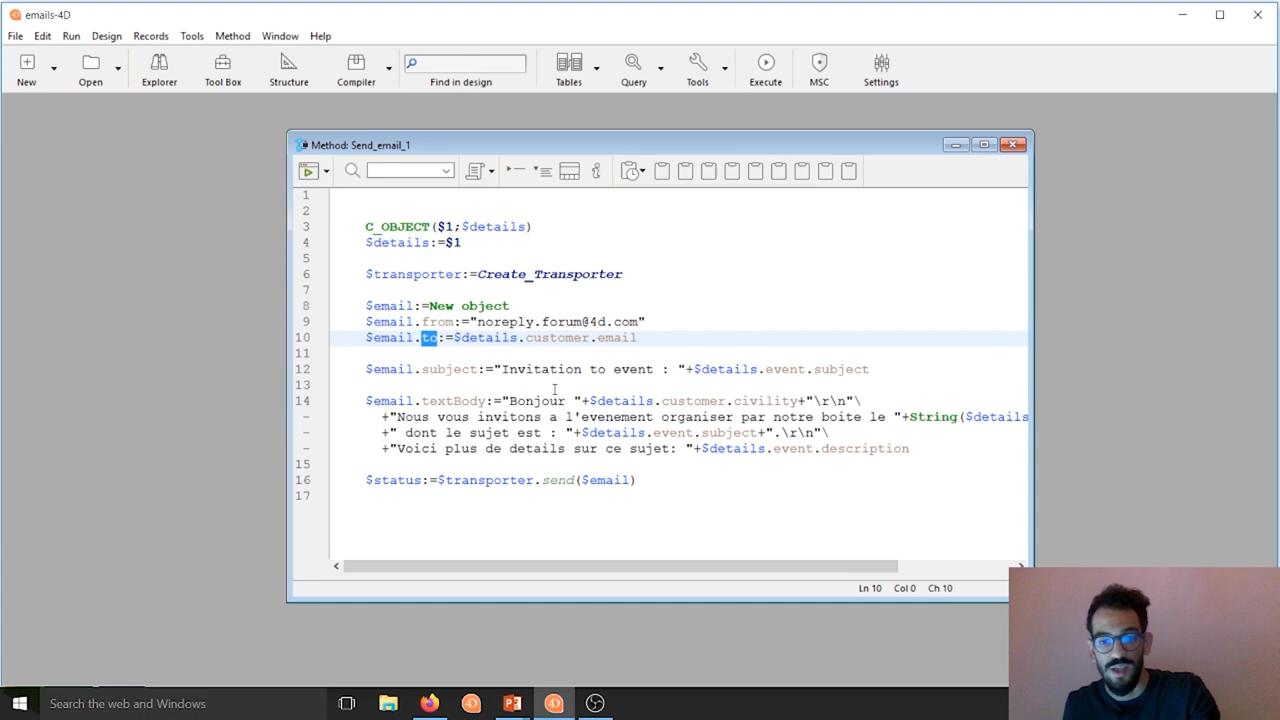 emails-4D
File Edit Run Design Records Tools Method Window Help
New Open Explorer Tool Box Structure Compiler Find in design Tables Query Tools Execute MSC Settings
Method: Send_email_1
1
2
3 C_OBJECT($1;$details)
4 $details:=$1
5
6 $transporter:=Create_Transporter
7
8 $email:=New object
9 $email.from:="noreply.forum@4d.com"
10 $email.to:=$details.customer.email
11
12 $email.subject:="Invitation to event : "+$details.event.subject
13
14 $email.textBody:="Bonjour "+$details.customer.civility+"\r\n"\
- +"Nous vous invitons a l'evenement organiser par notre boite le "+String($details
- +" dont le sujet est : "+$details.event.subject+".\r\n"\
- +"Voici plus de details sur ce sujet: "+$details.event.description
15
16 $status:=$transporter.send($email)
17
Ln 10 Col 0 Ch 10
Search the web and Windows